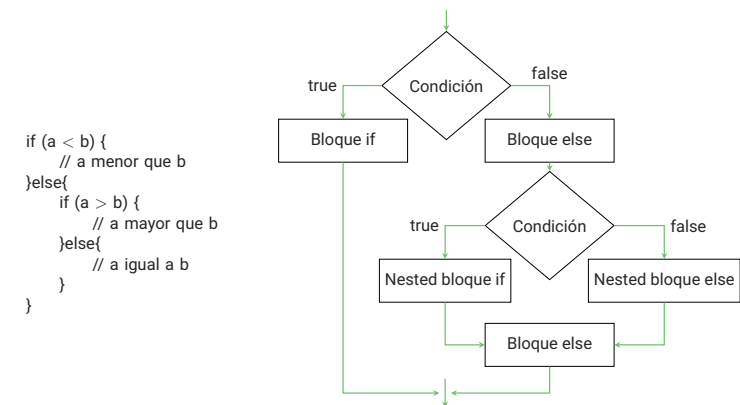 if (a < b) {
// a menor que b
}else{
if (a > b) {
// a mayor que b
}else{
// a igual a b
}
}
Condición
true
false
Bloque if
Bloque else
Condición
true
false
Nested bloque if
Nested bloque else
Bloque else